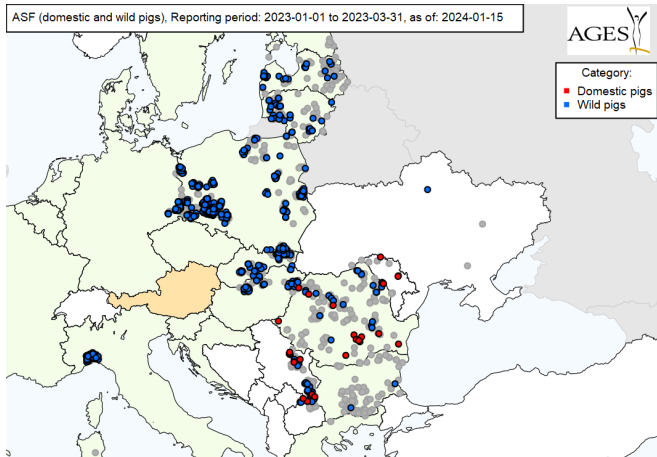 ASF (domestic and wild pigs), Reporting period: 2023-01-01 to 2023-03-31, as of: 2024-01-15
AGES
Category:
Domestic pigs
Wild pigs